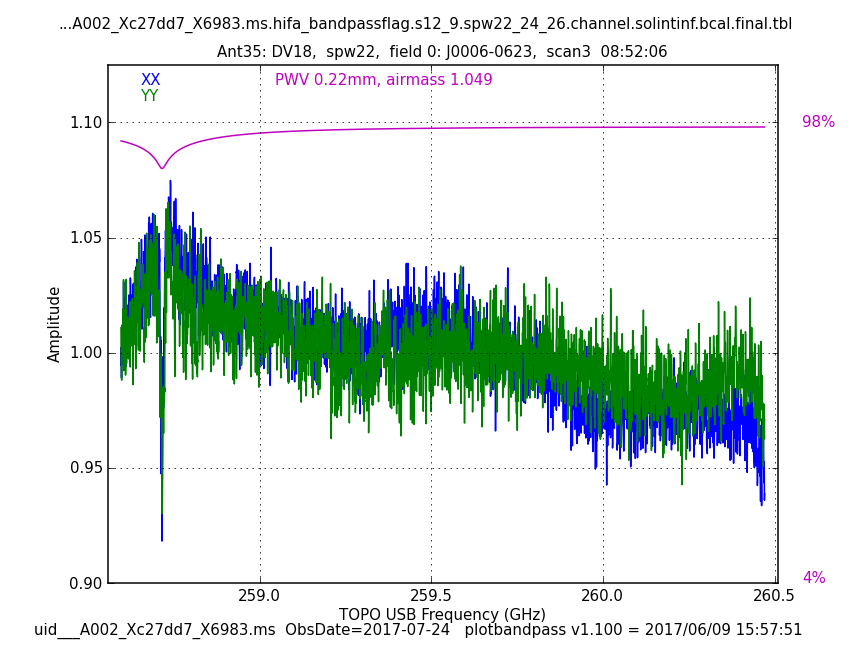 ...A002_Xc27dd7_X6983.ms.hifa_bandpassflag.s12_9.spw22_24_26.channel.solintinf.bcal.final.tbl
Ant35: DV18,  spw22,  field 0: J0006-0623,  scan3  08:52:06
XX
PWV 0.22mm, airmass 1.049
YY
1.10
98%
1.05
1.00
0.95
0.90
4%
Amplitude
259.0
259.5
260.0
260.5
TOPO USB Frequency (GHz)
uid___A002_Xc27dd7_X6983.ms  ObsDate=2017-07-24   plotbandpass v1.100 = 2017/06/09 15:57:51